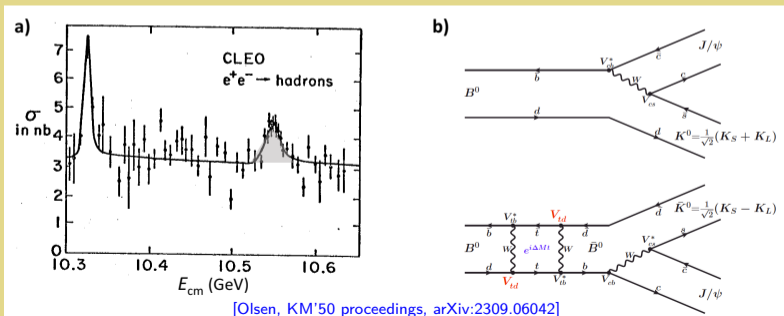 a)
7
6
5
4
3
2
1
0
σ
in nb
CLEO
e⁺e⁻ → hadrons
10.3
10.4
10.5
10.6
E_cm (GeV)
b)
B⁰
b
d
V*_cb
W
V_cs
c̄
J/ψ
c
s̄
d
K⁰=1/√2(K_S + K_L)
b
V*_tb
t
V_td
d
d
K̄⁰=1/√2(K_S − K_L)
B⁰
W
e^{iΔMt}
W
B̄⁰
V*_cs
s
W
c̄
d
V_td
t
V*_tb
b
V_cb
c
J/ψ
[Olsen, KM'50 proceedings, arXiv:2309.06042]